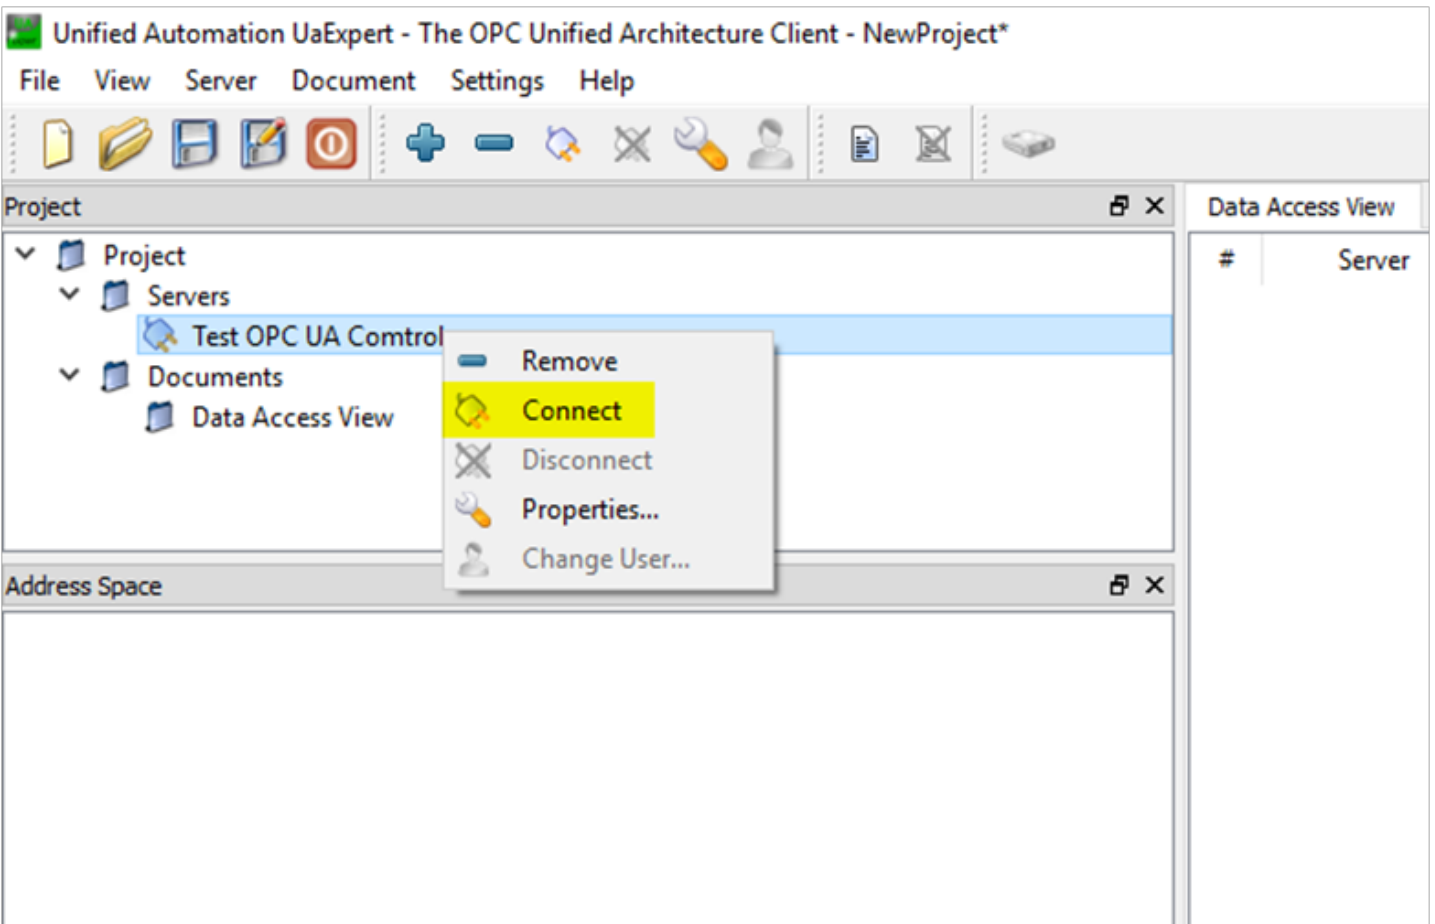 Unified Automation UaExpert - The OPC Unified Architecture Client - NewProject*
File View Server Document Settings Help
Project
Data Access View
Project
# Server
Servers
Test OPC UA Comtrol
Remove
Documents
Connect
Data Access View
Disconnect
Properties...
Change User...
Address Space